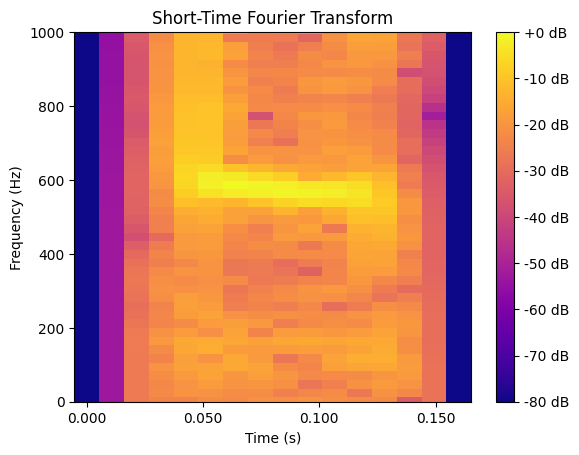 Short-Time Fourier Transform
1000
800
600
400
200
0
Frequency (Hz)
0.000
0.050
0.100
0.150
Time (s)
+0 dB
-10 dB
-20 dB
-30 dB
-40 dB
-50 dB
-60 dB
-70 dB
-80 dB